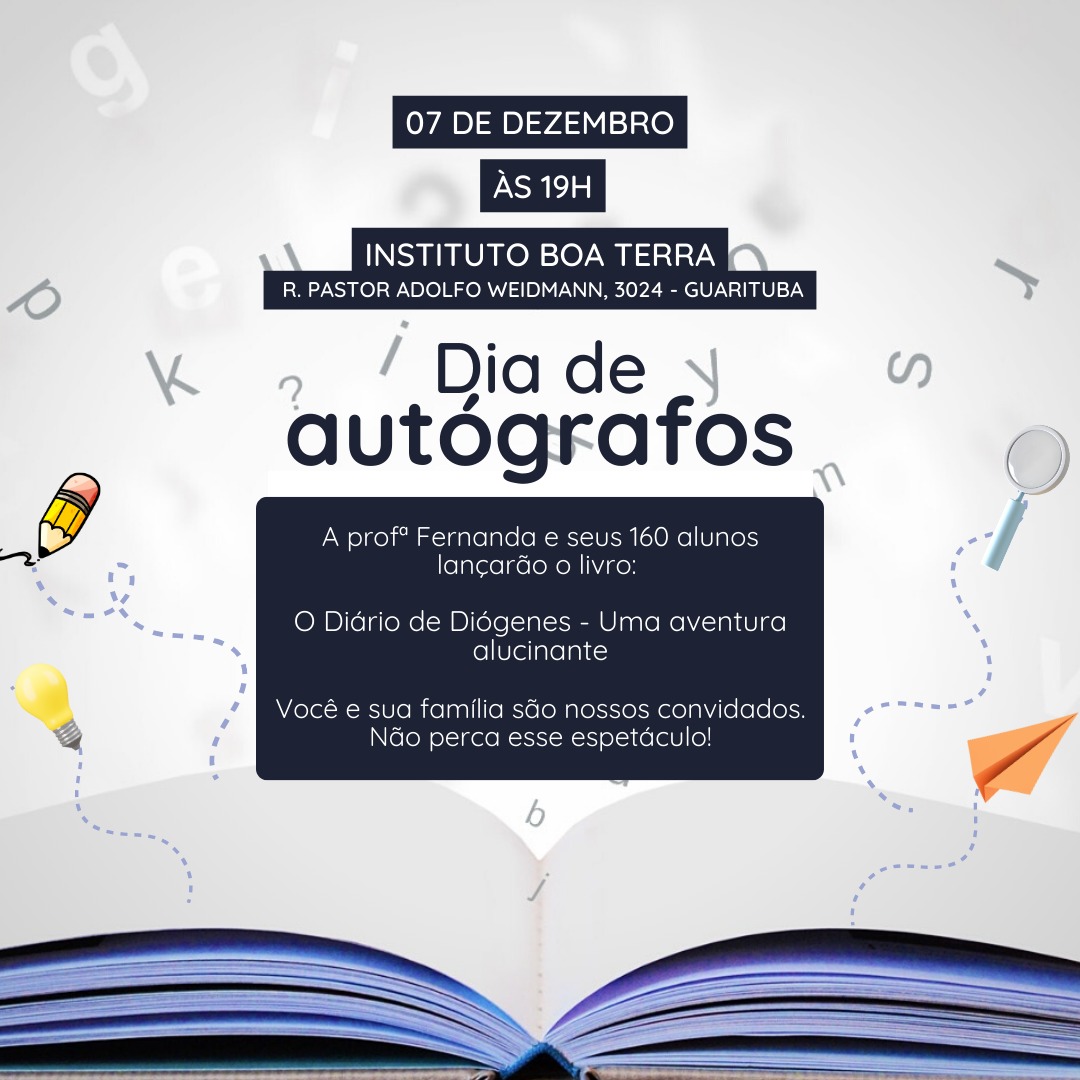 07 DE DEZEMBRO
ÀS 19H
INSTITUTO BOA TERRA
R. PASTOR ADOLFO WEIDMANN, 3024 - GUARITUBA
Dia de
autógrafos
A profª Fernanda e seus 160 alunos
lançarão o livro:
O Diário de Diógenes - Uma aventura
alucinante
Você e sua família são nossos convidados.
Não perca esse espetáculo!